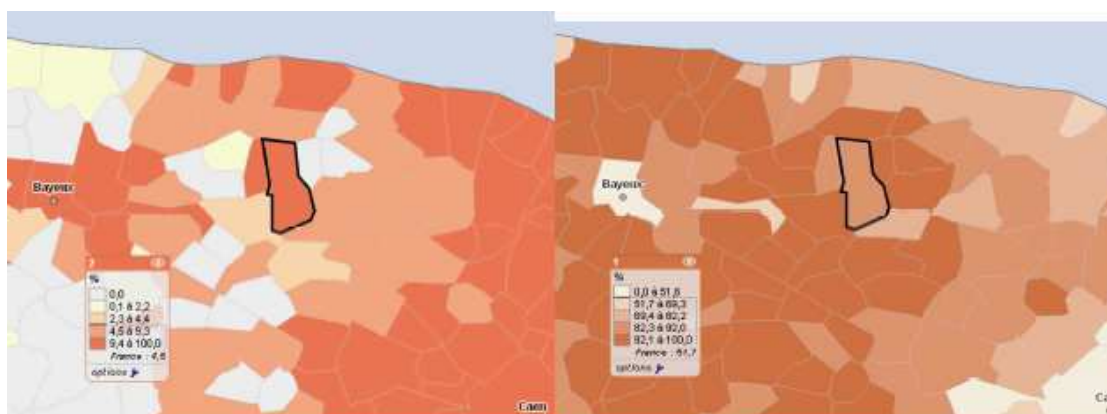 Bayeux
%
0,0
0,1 à 2,2
2,3 à 4,4
4,5 à 9,3
9,4 à 100,0
France : 4,6
options
Caen
Bayeux
%
0,0 à 51,6
51,7 à 69,3
69,4 à 82,2
82,3 à 92,0
92,1 à 100,0
France : 51,7
options
Ca